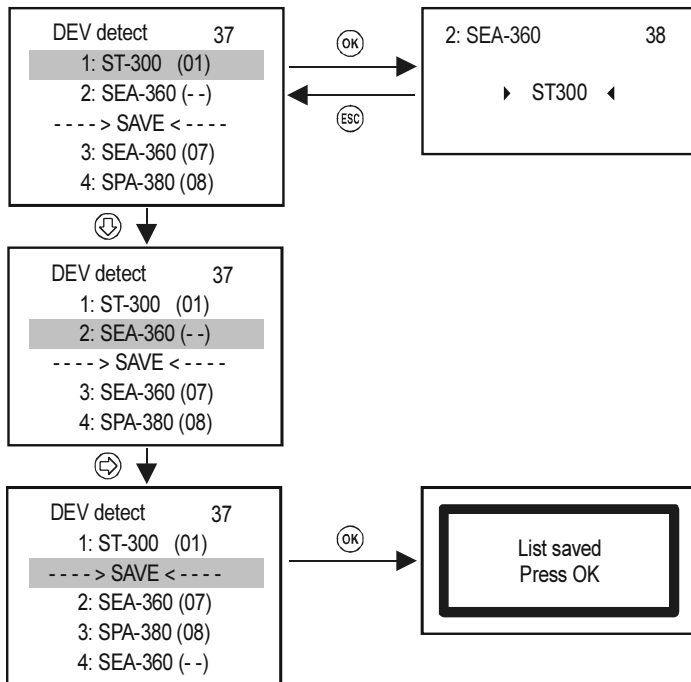 DEV detect 37
1: ST-300 (01)
2: SEA-360 (- -)
- - - - > SAVE < - - - -
3: SEA-360 (07)
4: SPA-380 (08)
OK
ESC
2: SEA-360 38
ST300
DEV detect 37
1: ST-300 (01)
2: SEA-360 (- -)
- - - - > SAVE < - - - -
3: SEA-360 (07)
4: SPA-380 (08)
DEV detect 37
1: ST-300 (01)
- - - - > SAVE < - - - -
2: SEA-360 (07)
3: SPA-380 (08)
4: SEA-360 (- -)
OK
List saved
Press OK